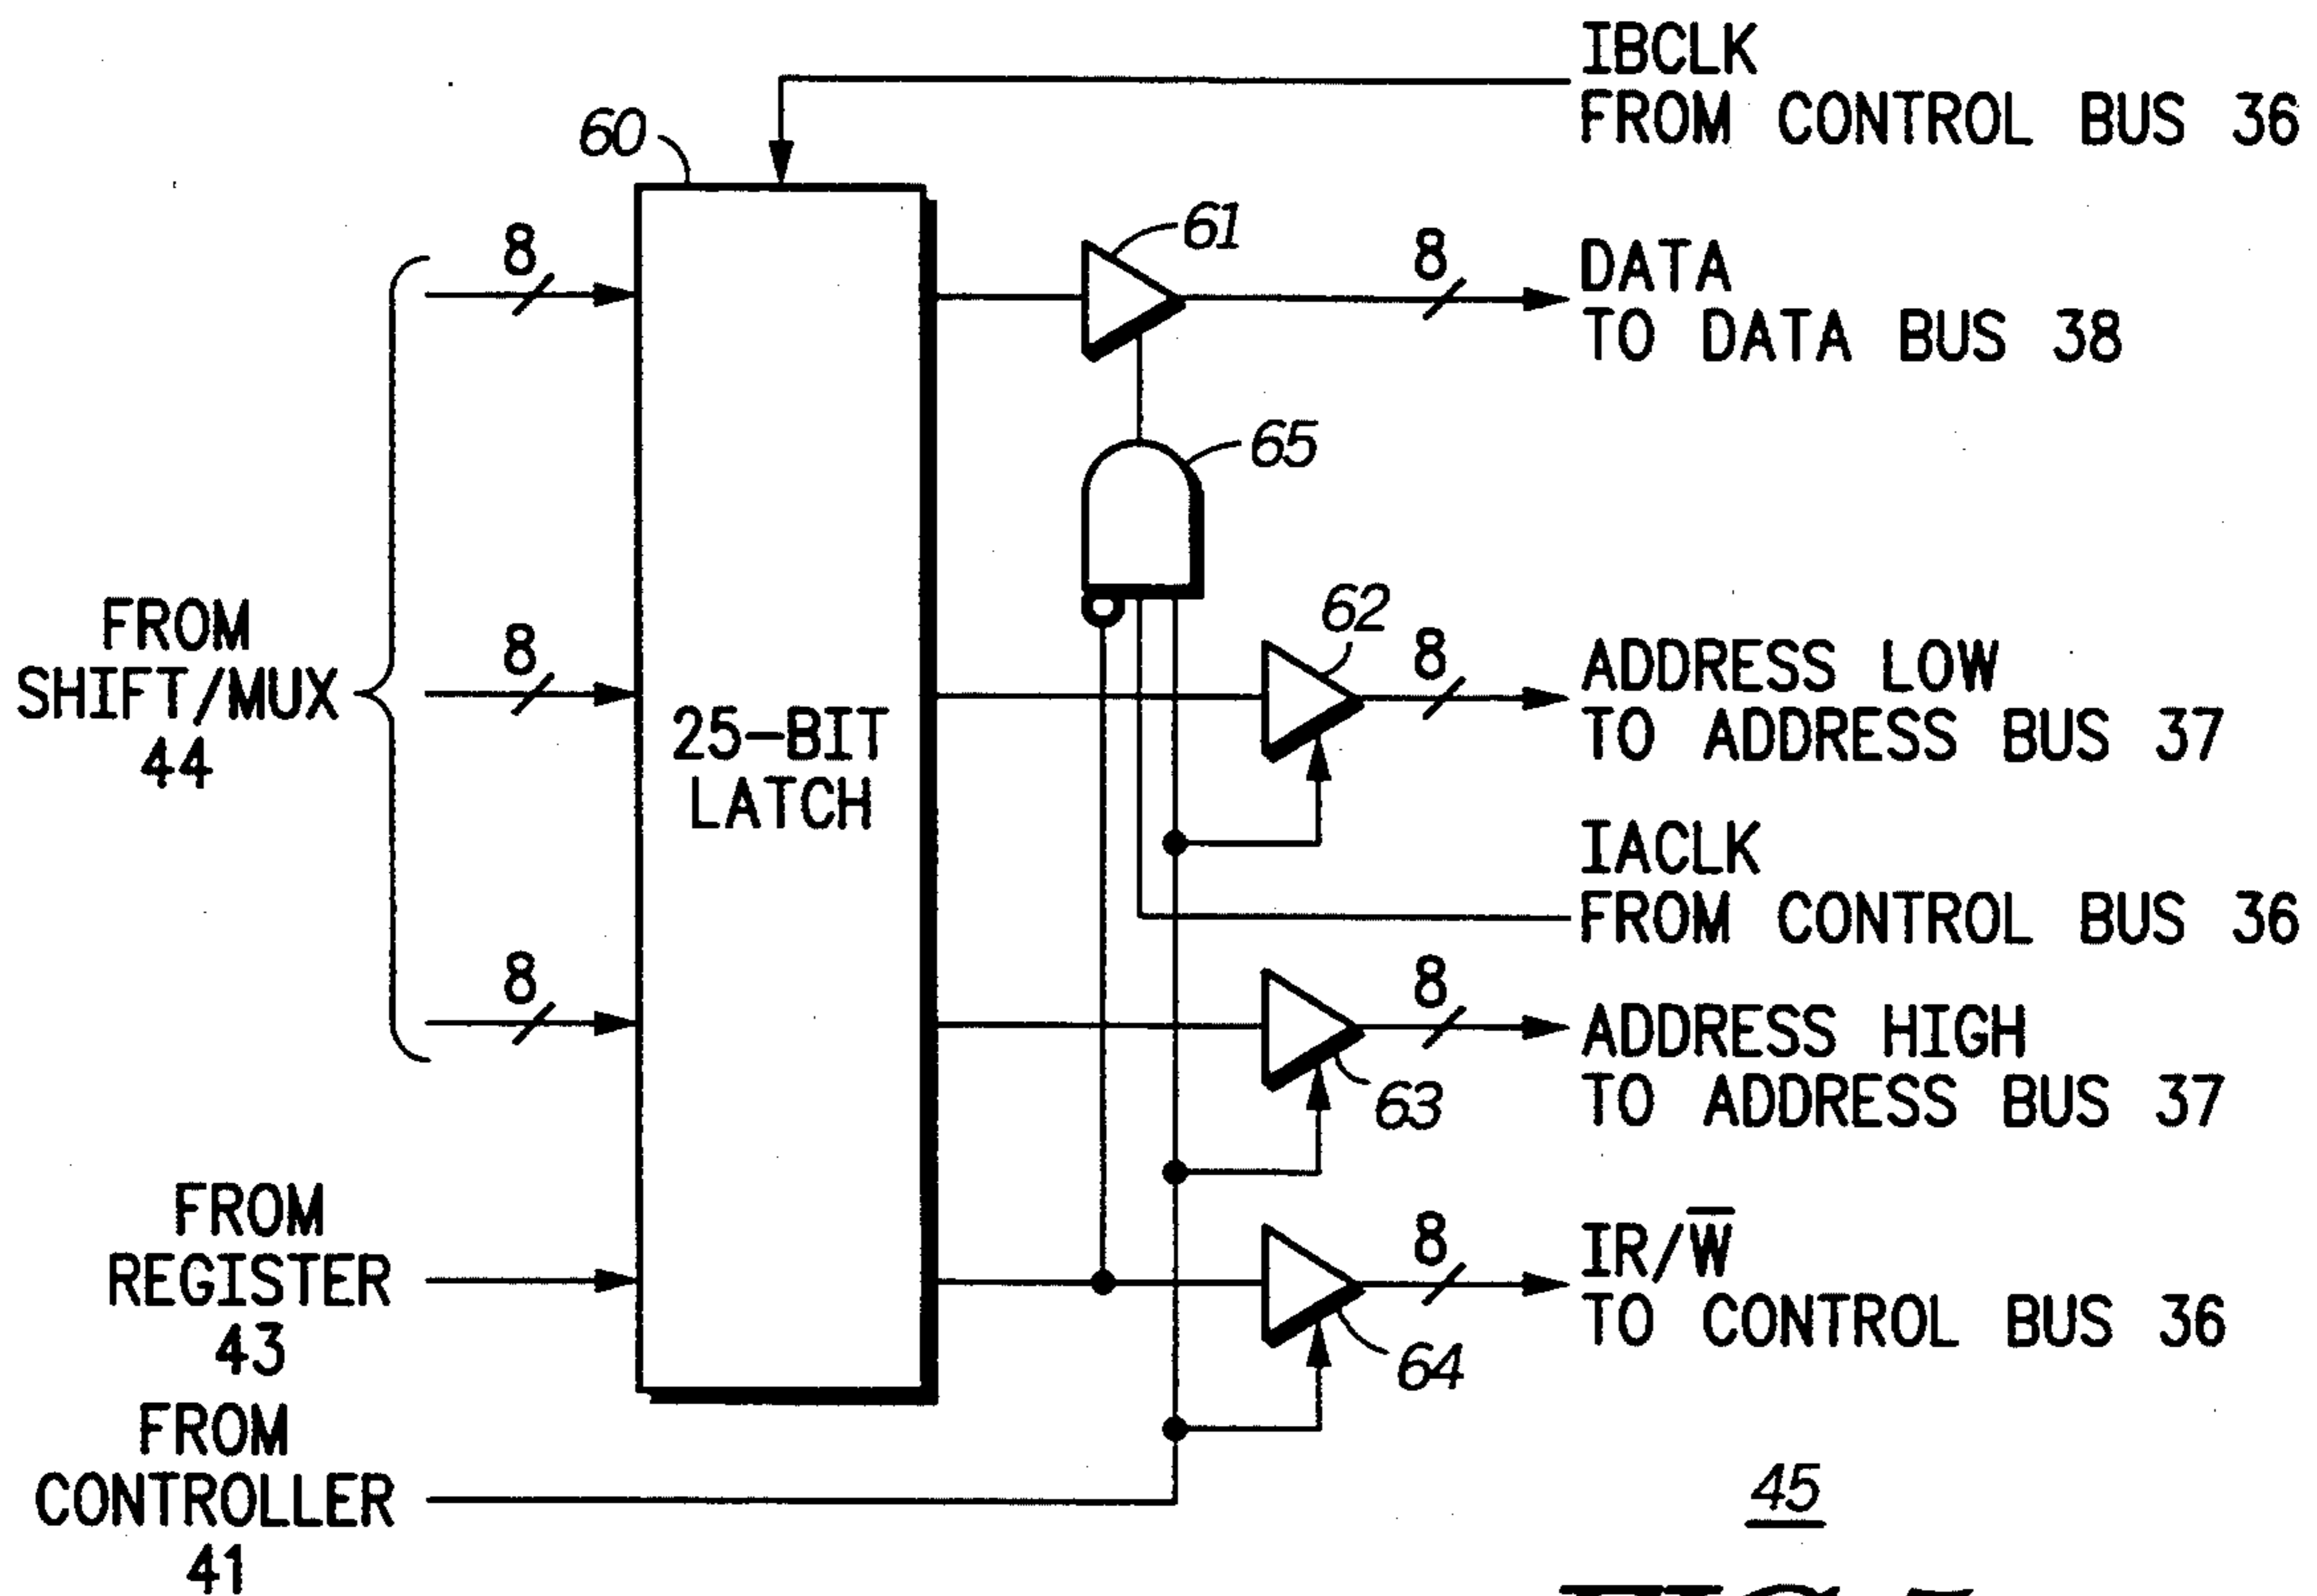 IBCLK
FROM CONTROL BUS 36
60
8
61
8
DATA
TO DATA BUS 38
65
FROM
SHIFT/MUX
44
8
25-BIT
LATCH
62
8
ADDRESS LOW
TO ADDRESS BUS 37
IACLK
FROM CONTROL BUS 36
8
8
ADDRESS HIGH
TO ADDRESS BUS 37
63
FROM
REGISTER
43
8
IR/W̅
TO CONTROL BUS 36
64
FROM
CONTROLLER
41
45